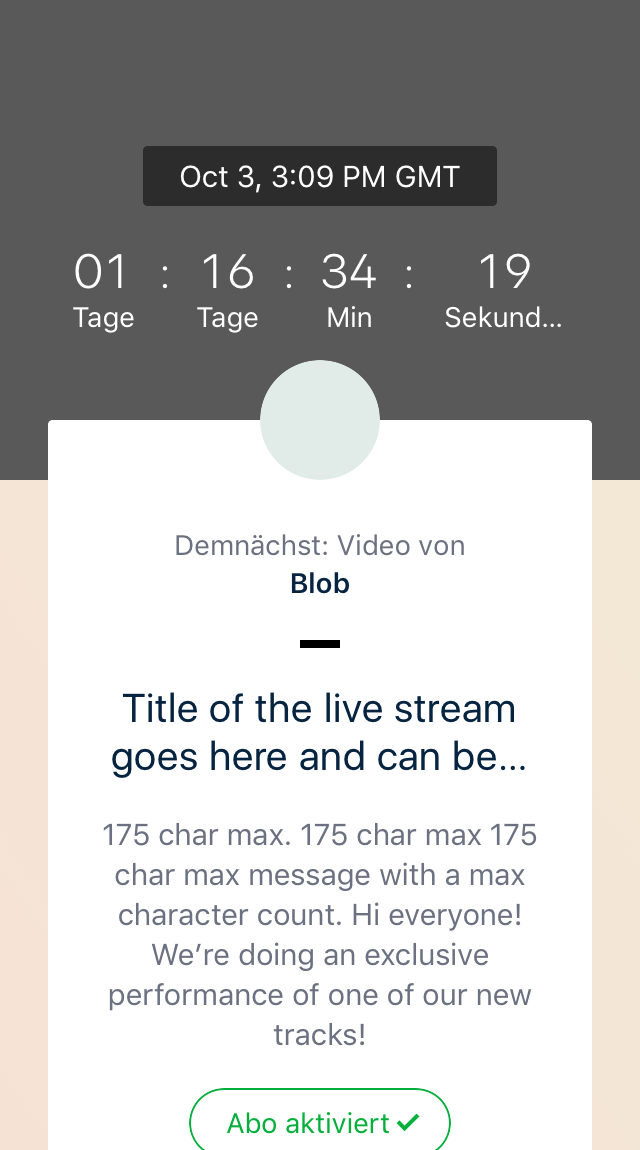 Oct 3, 3:09 PM GMT
01 : 16 : 34 : 19
Tage Tage Min Sekund...
Demnächst: Video von
Blob
Title of the live stream
goes here and can be...
175 char max. 175 char max 175
char max message with a max
character count. Hi everyone!
We’re doing an exclusive
performance of one of our new
tracks!
Abo aktiviert ✓